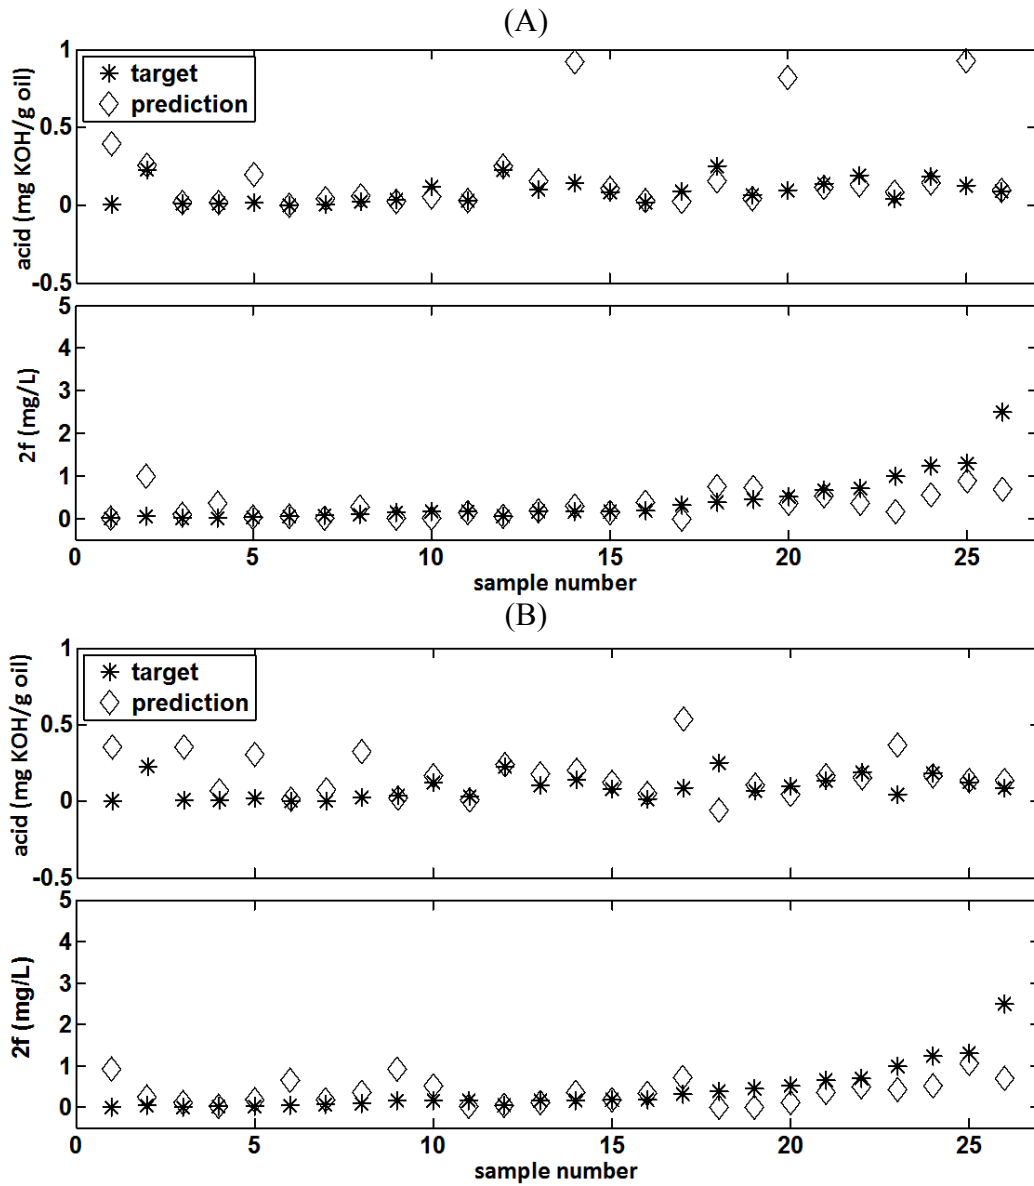 (A)
acid (mg KOH/g oil)
1
0.5
0
-0.5
target
prediction
2f (mg/L)
5
4
3
2
1
0
0 5 10 15 20 25
sample number
(B)
acid (mg KOH/g oil)
1
0.5
0
-0.5
target
prediction
2f (mg/L)
5
4
3
2
1
0
0 5 10 15 20 25
sample number